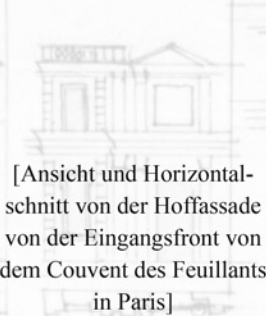 [Ansicht und Horizontal-
schnitt von der Hoffassade
von der Eingangsfront von
dem Couvent des Feuillants
in Paris]